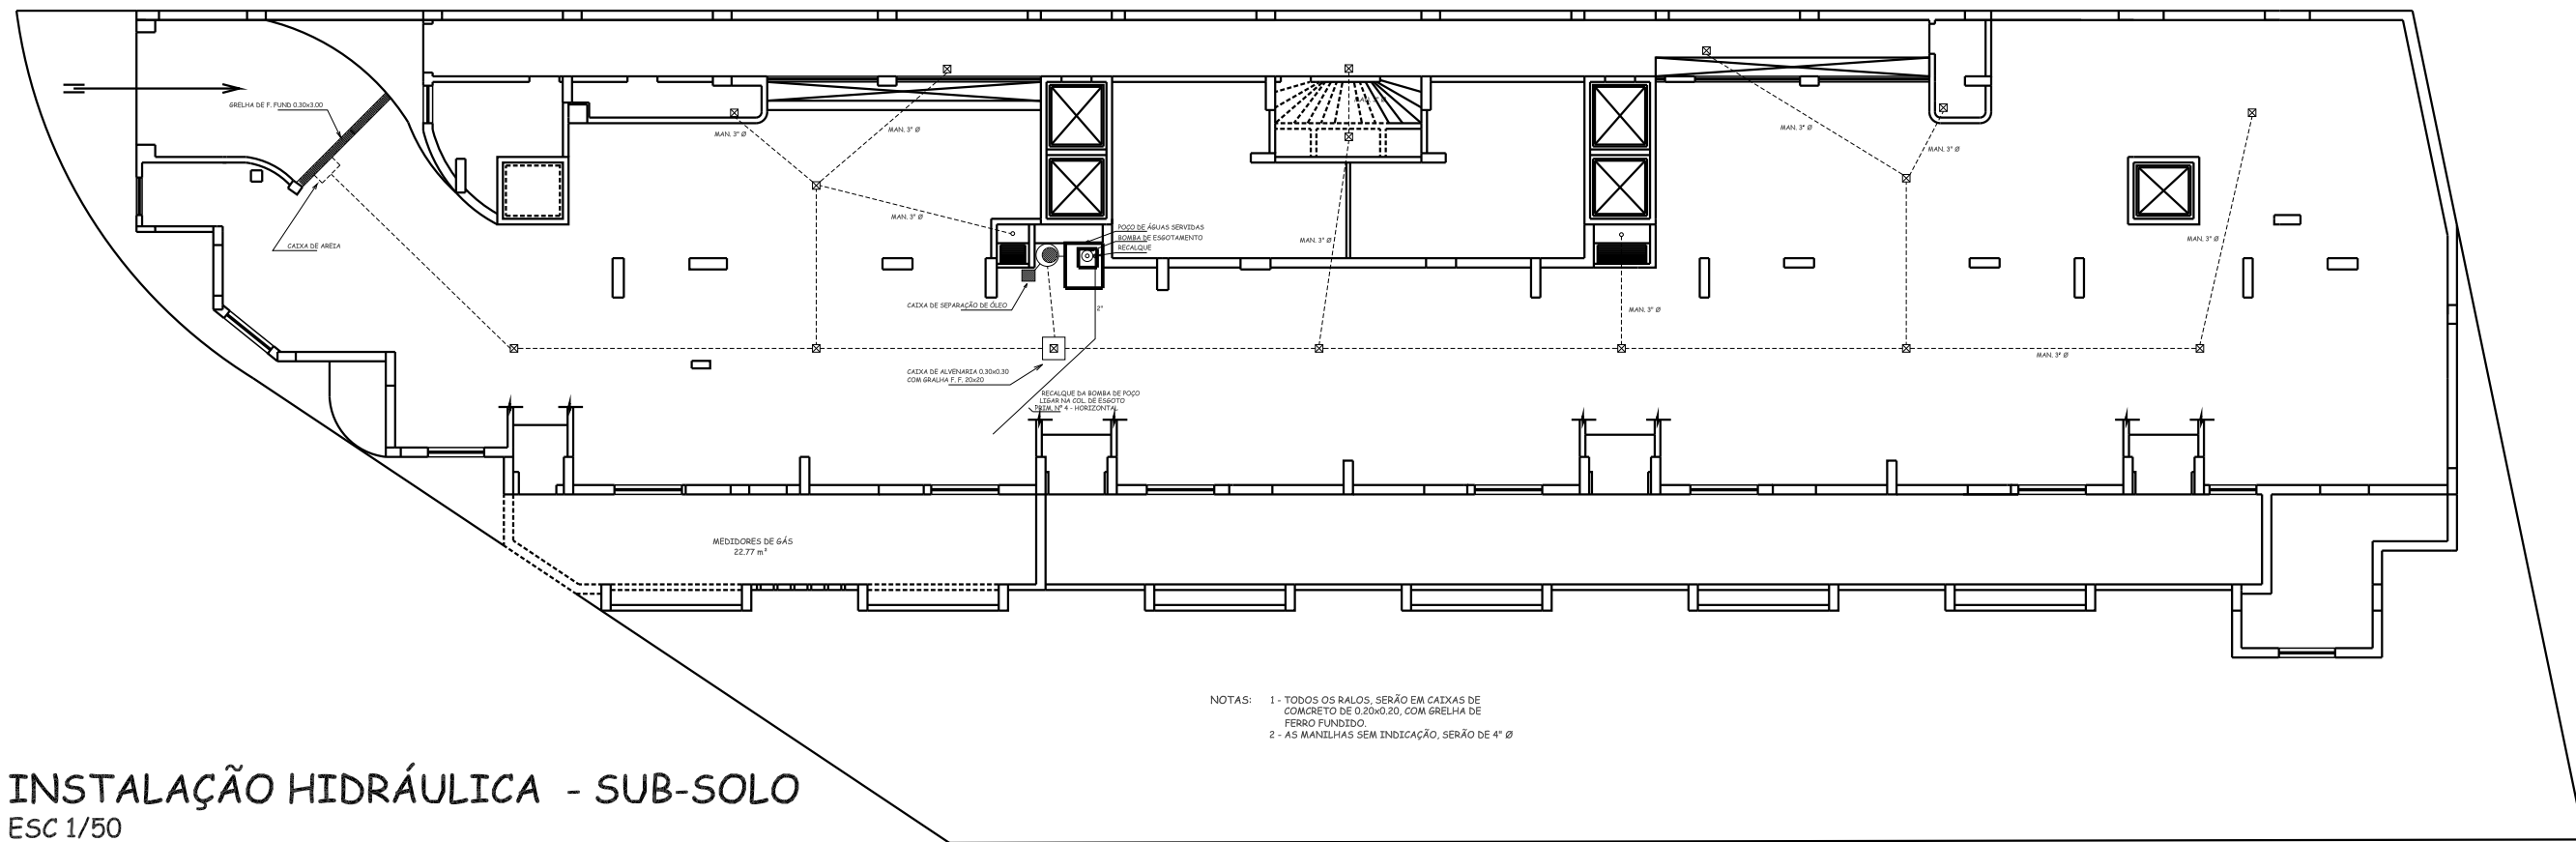 GRELHA DE F. FUND 0.30x3.00
MAN. 3" Ø
MAN. 3" Ø
MAN. 3" Ø
MAN. 3" Ø
MAN. 3" Ø
CAIXA DE AREIA
MAN. 3" Ø
POÇO DE ÁGUAS SERVIDAS
BOMBA DE ESGOTAMENTO
RECALQUE
MAN. 3" Ø
MAN. 3" Ø
CAIXA DE SEPARAÇÃO DE ÓLEO
2"
MAN. 3" Ø
MAN. 3" Ø
CAIXA DE ALVENARIA 0.30x0.30
COM GRALHA F. F. 20x20
RECALQUE DA BOMBA DE POÇO
LIGAR NA COL. DE ESGOTO
PRIM. Nº 4 - HORIZONTAL
MEDIDORES DE GÁS
22.77 m²
NOTAS: 1 - TODOS OS RALOS, SERÃO EM CAIXAS DE
COMCRETO DE 0.20x0.20, COM GRELHA DE
FERRO FUNDIDO.
2 - AS MANILHAS SEM INDICAÇÃO, SERÃO DE 4" Ø
INSTALAÇÃO HIDRÁULICA - SUB-SOLO
ESC 1/50